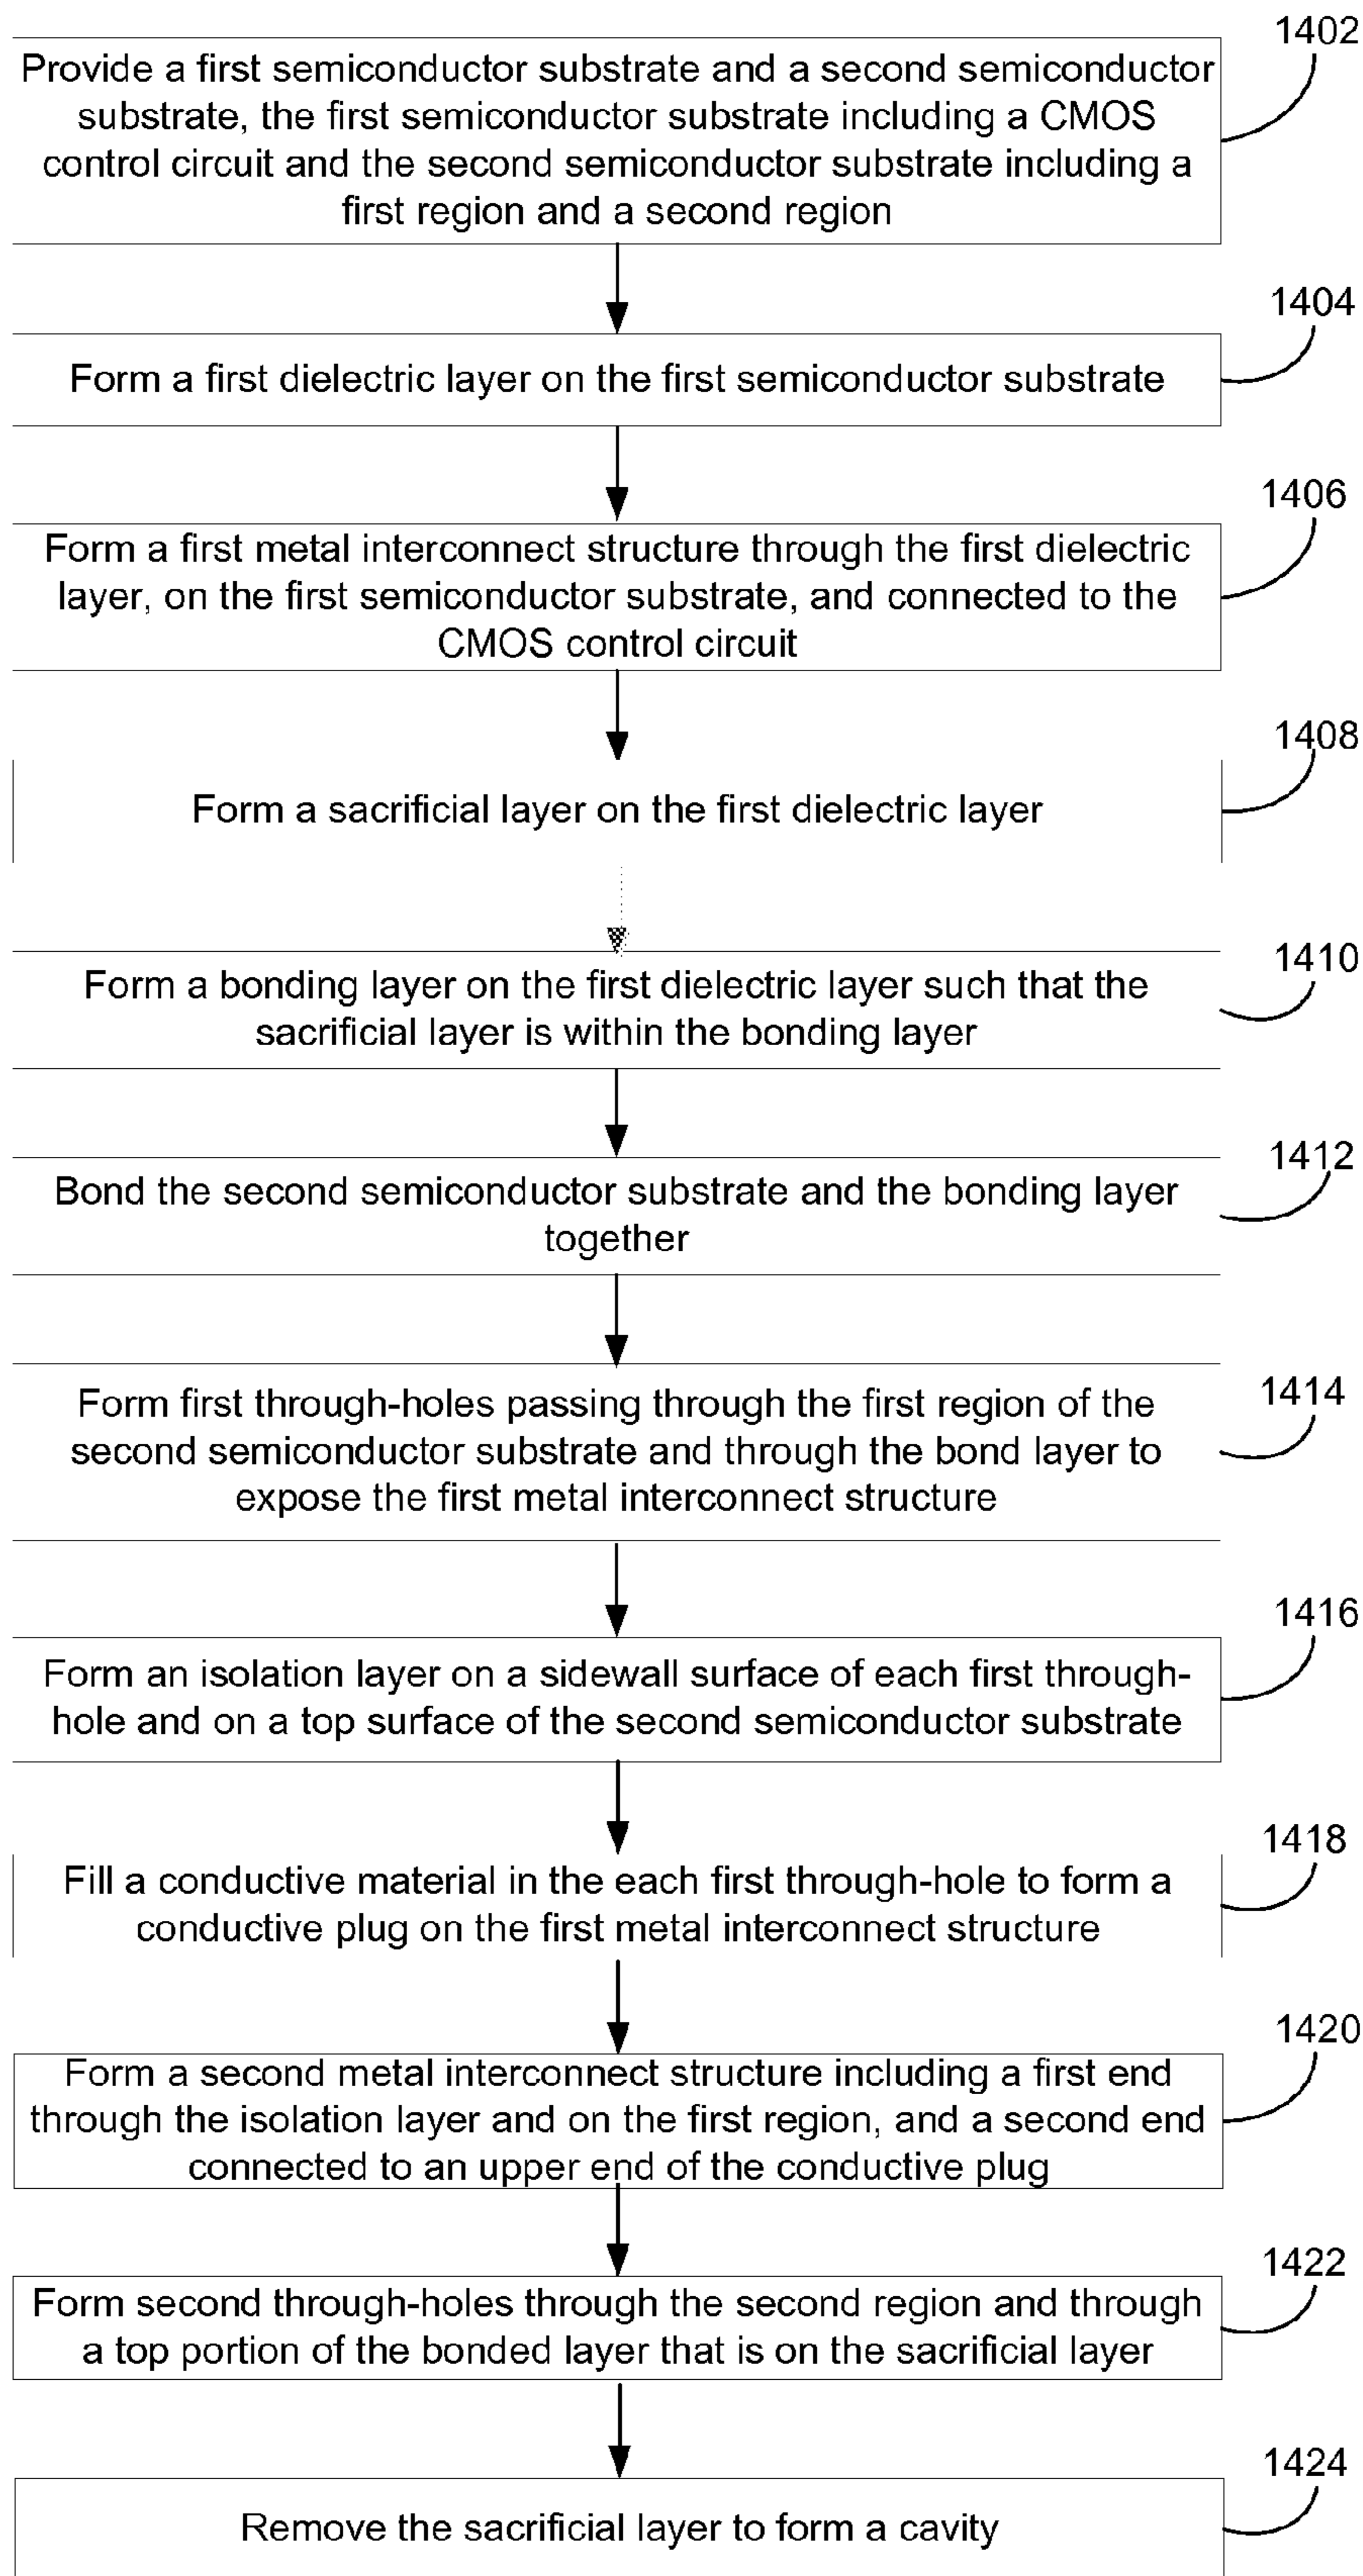 1402
Provide a first semiconductor substrate and a second semiconductor
substrate, the first semiconductor substrate including a CMOS
control circuit and the second semiconductor substrate including a
first region and a second region
1404
Form a first dielectric layer on the first semiconductor substrate
1406
Form a first metal interconnect structure through the first dielectric
layer, on the first semiconductor substrate, and connected to the
CMOS control circuit
1408
Form a sacrificial layer on the first dielectric layer
1410
Form a bonding layer on the first dielectric layer such that the
sacrificial layer is within the bonding layer
1412
Bond the second semiconductor substrate and the bonding layer
together
1414
Form first through-holes passing through the first region of the
second semiconductor substrate and through the bond layer to
expose the first metal interconnect structure
1416
Form an isolation layer on a sidewall surface of each first through-
hole and on a top surface of the second semiconductor substrate
1418
Fill a conductive material in the each first through-hole to form a
conductive plug on the first metal interconnect structure
1420
Form a second metal interconnect structure including a first end
through the isolation layer and on the first region, and a second end
connected to an upper end of the conductive plug
1422
Form second through-holes through the second region and through
a top portion of the bonded layer that is on the sacrificial layer
1424
Remove the sacrificial layer to form a cavity